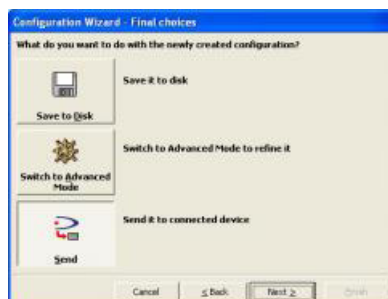 Configuration Wizard - Final choices
What do you want to do with the newly created configuration?
Save it to disk
Save to Disk
Switch to Advanced Mode to refine it
Switch to Advanced
Mode
Send it to connected device
Send
Cancel
< Back
Next >
Finish